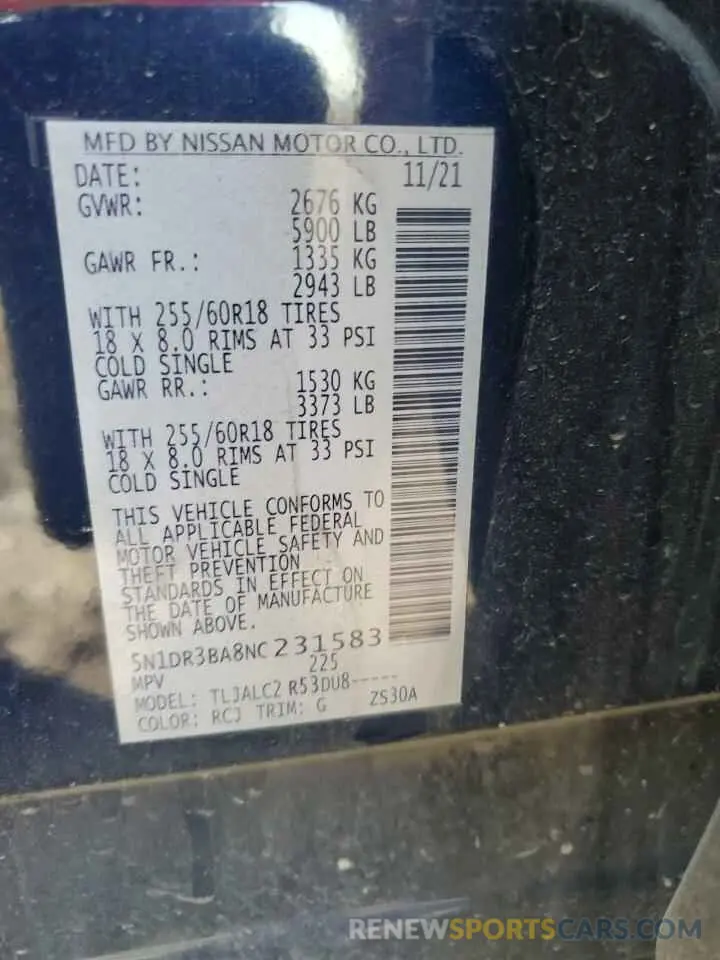 MFD BY NISSAN MOTOR CO., LTD.
DATE: 11/21
GVWR: 2676 KG
5900 LB
GAWR FR.: 1335 KG
2943 LB
WITH 255/60R18 TIRES
18 X 8.0 RIMS AT 33 PSI
COLD SINGLE
GAWR RR.: 1530 KG
3373 LB
WITH 255/60R18 TIRES
18 X 8.0 RIMS AT 33 PSI
COLD SINGLE
THIS VEHICLE CONFORMS TO
ALL APPLICABLE FEDERAL
MOTOR VEHICLE SAFETY AND
THEFT PREVENTION
STANDARDS IN EFFECT ON
THE DATE OF MANUFACTURE
SHOWN ABOVE.
5N1DR3BA8NC231583
MPV 225
MODEL: TLJALC2 R53DU8-----
COLOR: RCJ TRIM: G ZS30A
RENEWSPORTSCARS.COM